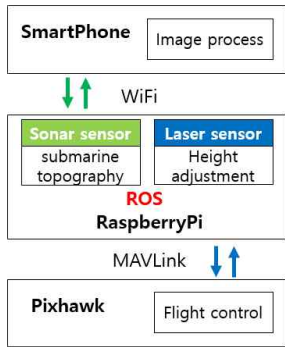 SmartPhone
Image process
WiFi
Sonar sensor
submarine
topography
Laser sensor
Height
adjustment
ROS
RaspberryPi
MAVLink
Pixhawk
Flight control